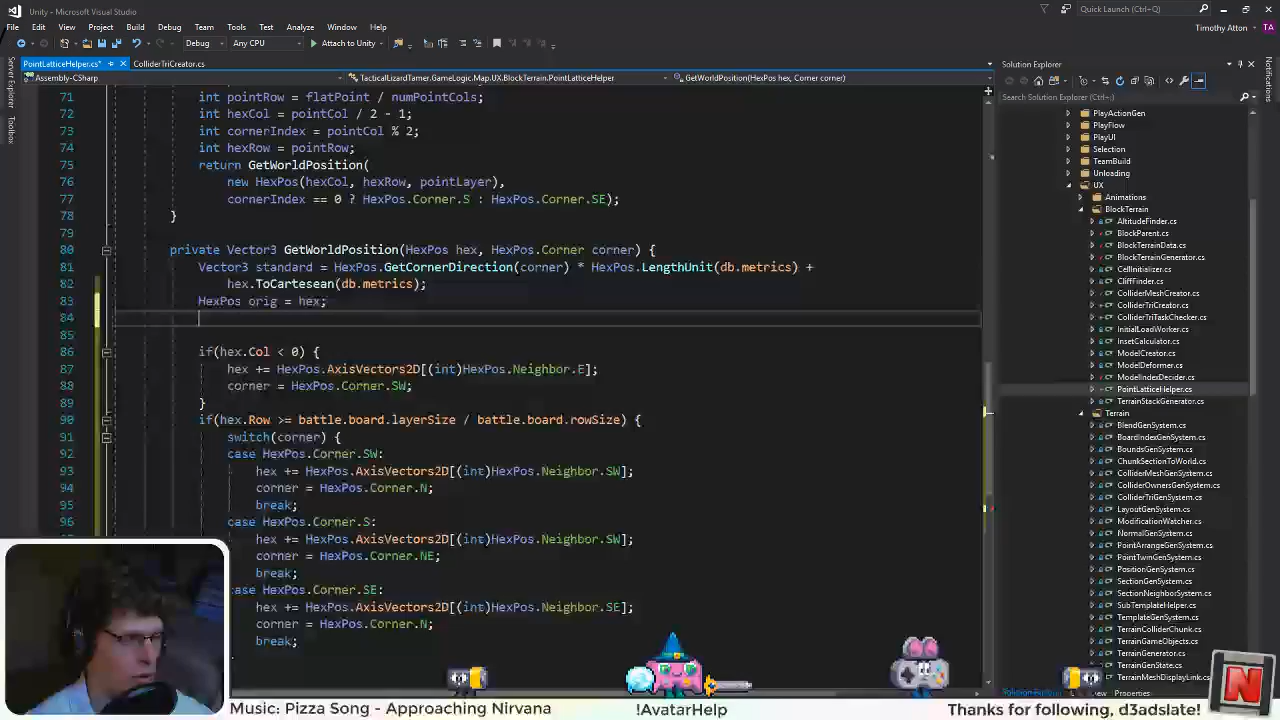 Unity - Microsoft Visual Studio
Quick Launch (Ctrl+Q)
File Edit View Project Build Debug Team Tools Test Analyze Window Help
Timothy Atton TA
Debug Any CPU Attach to Unity
PointLatticeHelper.cs* ColliderTriCreator.cs
Solution Explorer
Assembly-CSharp TacticalLizardTamer.GameLogic.Map.UX.BlockTerrain.PointLatticeHelper GetWorldPosition(HexPos hex, Corner corner)
Search Solution Explorer (Ctrl+;)
Server Explorer
Toolbox
Notifications
71 int pointRow = flatPoint / numPointCols;
72 int hexCol = pointCol / 2 - 1;
73 int cornerIndex = pointCol % 2;
74 int hexRow = pointRow;
75 return GetWorldPosition(
76 new HexPos(hexCol, hexRow, pointLayer),
77 cornerIndex == 0 ? HexPos.Corner.S : HexPos.Corner.SE);
78 }
79
80 private Vector3 GetWorldPosition(HexPos hex, HexPos.Corner corner) {
81 Vector3 standard = HexPos.GetCornerDirection(corner) * HexPos.LengthUnit(db.metrics) +
82 hex.ToCartesean(db.metrics);
83 HexPos orig = hex;
84
85
86 if(hex.Col < 0) {
87 hex += HexPos.AxisVectors2D[(int)HexPos.Neighbor.E];
88 corner = HexPos.Corner.SW;
89 }
90 if(hex.Row >= battle.board.layerSize / battle.board.rowSize) {
91 switch(corner) {
92 case HexPos.Corner.SW:
93 hex += HexPos.AxisVectors2D[(int)HexPos.Neighbor.SW];
94 corner = HexPos.Corner.N;
95 break;
96 case HexPos.Corner.S:
hex += HexPos.AxisVectors2D[(int)HexPos.Neighbor.SW];
corner = HexPos.Corner.NE;
break;
case HexPos.Corner.SE:
hex += HexPos.AxisVectors2D[(int)HexPos.Neighbor.SE];
corner = HexPos.Corner.N;
break;
PlayActionGen
PlayFlow
PlayUI
Selection
TeamBuild
Unloading
UX
Animations
BlockTerrain
AltitudeFinder.cs
BlockParent.cs
BlockTerrainData.cs
BlockTerrainGenerator.cs
CellInitializer.cs
CliffFinder.cs
ColliderMeshCreator.cs
ColliderTriCreator.cs
ColliderTriTaskChecker.cs
InitialLoadWorker.cs
InsetCalculator.cs
ModelCreator.cs
ModelDeformer.cs
ModelIndexDecider.cs
PointLatticeHelper.cs
TerrainStackGenerator.cs
Terrain
BlendGenSystem.cs
BoardIndexGenSystem.cs
BoundsGenSystem.cs
ChunkSectionToWorld.cs
ColliderMeshGenSystem.cs
ColliderOwnersGenSystem.cs
ColliderTriGenSystem.cs
LayoutGenSystem.cs
ModificationWatcher.cs
NormalGenSystem.cs
PointArrangeGenSystem.cs
PointTwinGenSystem.cs
PositionGenSystem.cs
SectionGenSystem.cs
SectionNeighborSystem.cs
SubTemplateHelper.cs
TemplateGenSystem.cs
TerrainColliderChunk.cs
TerrainGenerator.cs
TerrainGenState.cs
TerrainMeshDisplayLink.cs
Solution Explorer Properties
N
Music: Pizza Song - Approaching Nirvana !AvatarHelp Thanks for following, d3adslate!